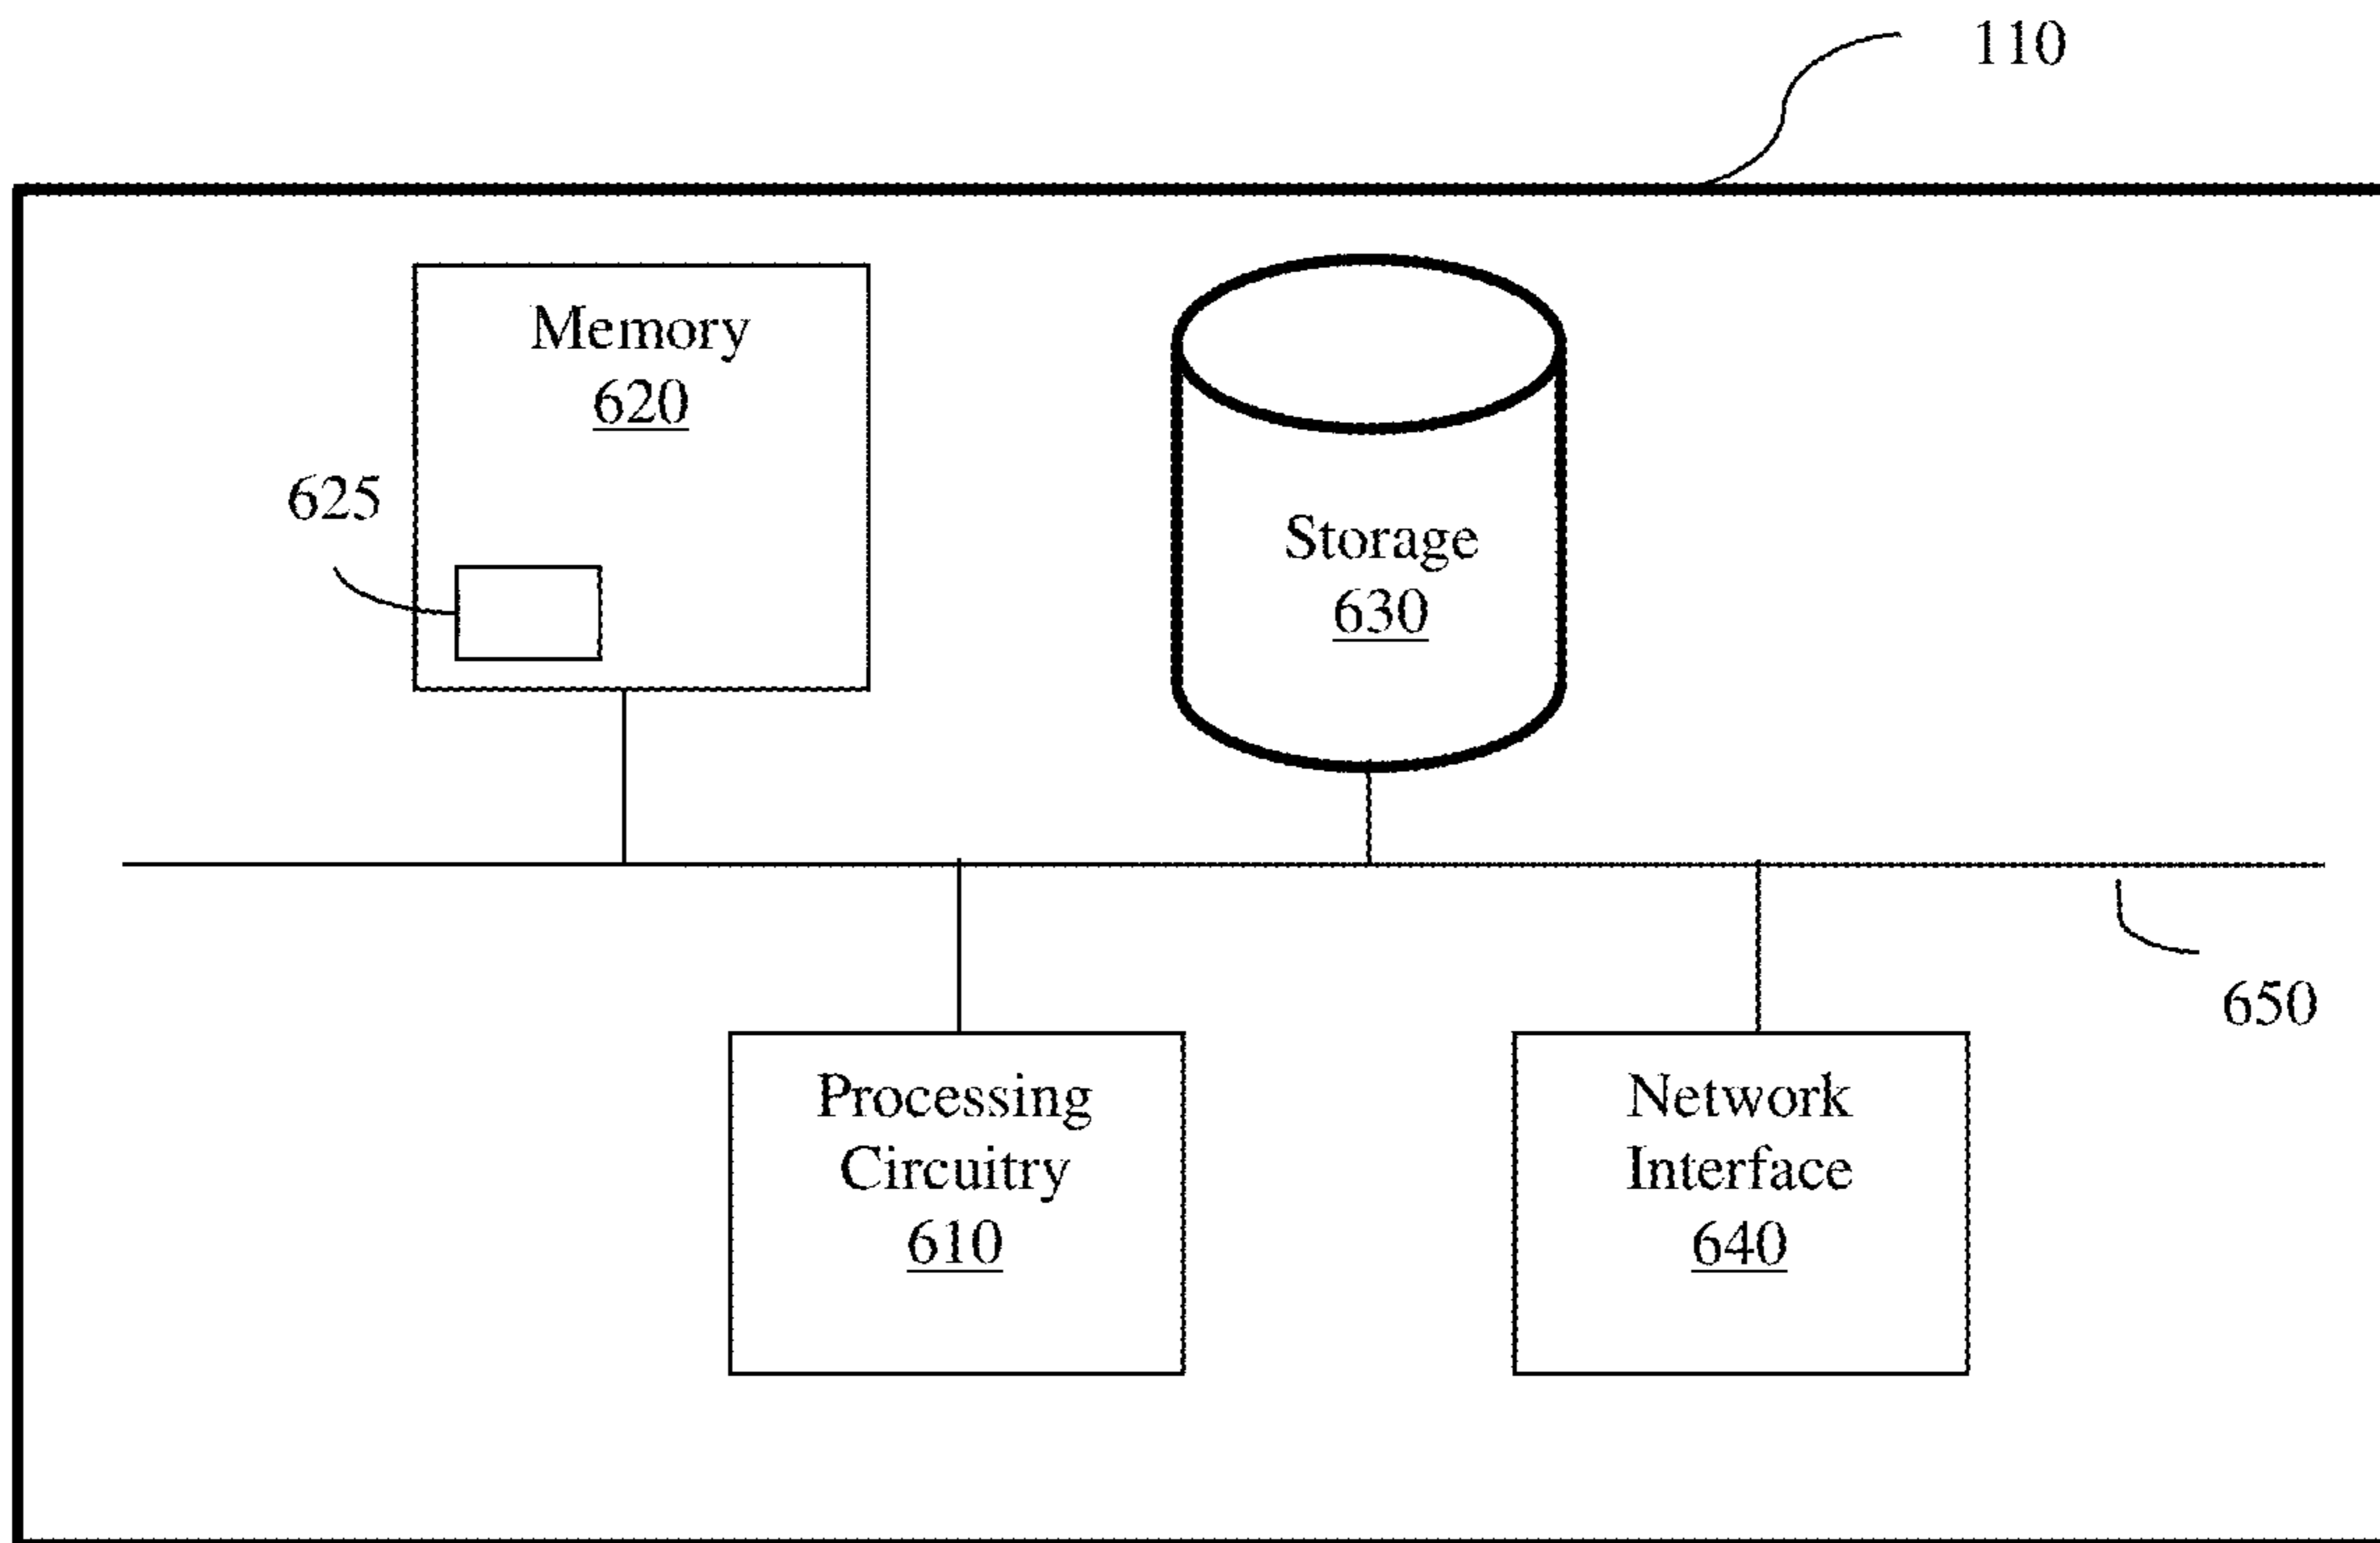 110
Memory
620
625
Storage
630
650
Processing
Circuitry
610
Network
Interface
640